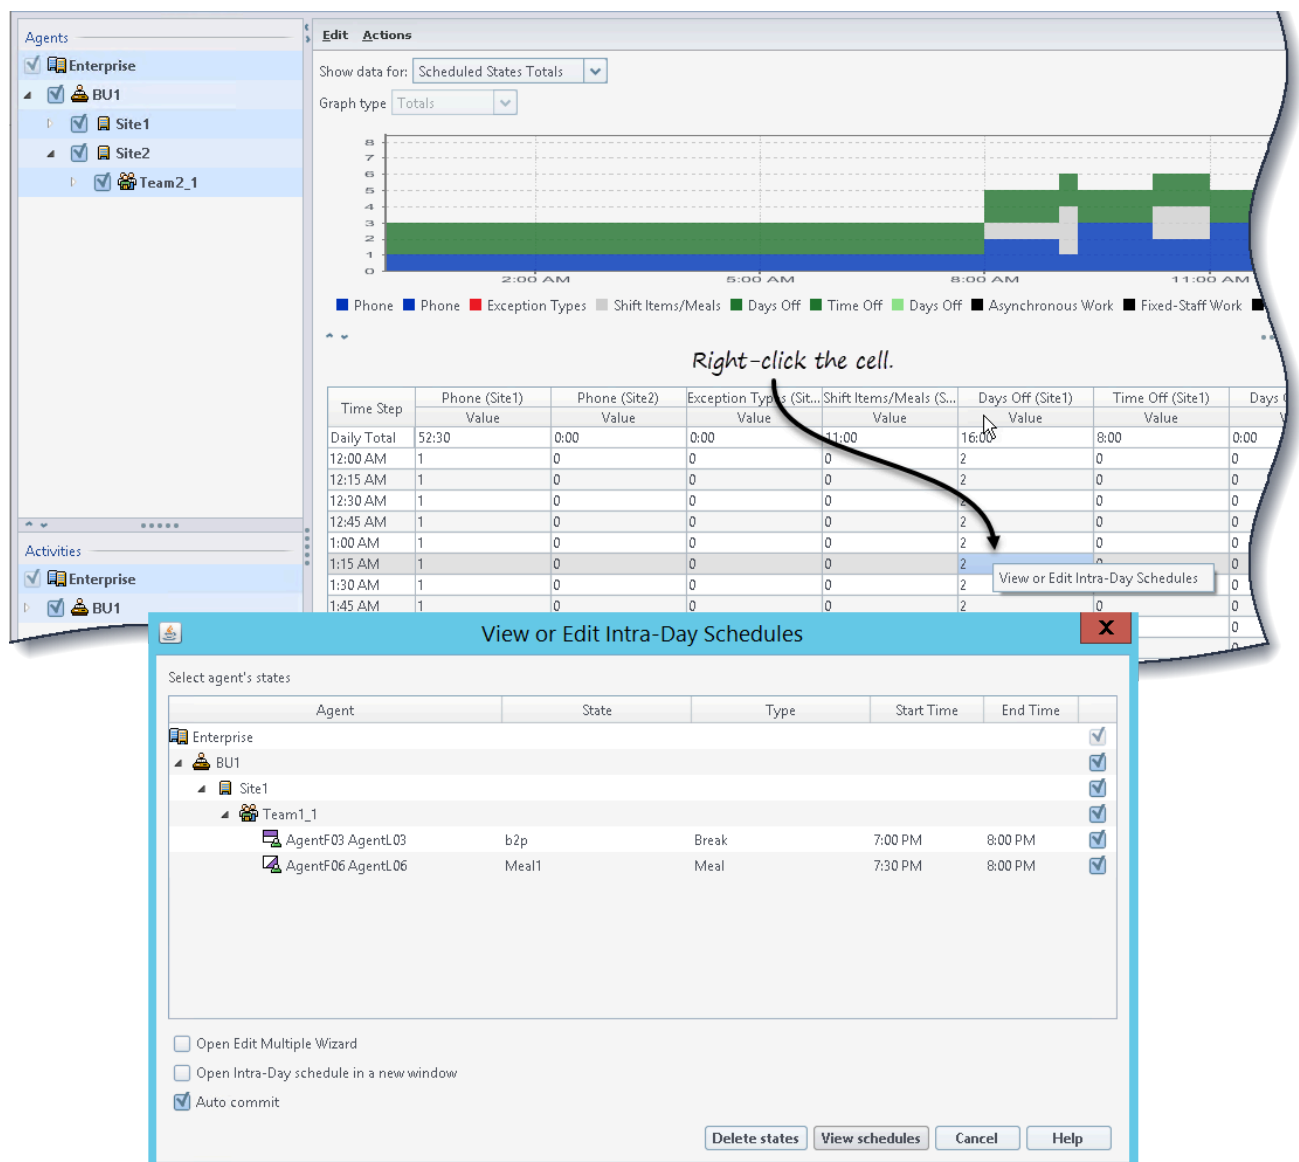 Agents
Enterprise
BU1
Site1
Site2
Team2_1
Activities
Enterprise
BU1
Edit Actions
Show data for: Scheduled States Totals
Graph type Totals
8
7
6
5
4
3
2
1
0
2:00 AM 5:00 AM 8:00 AM 11:00 AM
Phone Phone Exception Types Shift Items/Meals Days Off Time Off Days Off Asynchronous Work Fixed-Staff Work
Right-click the cell.
Time Step Phone (Site1) Phone (Site2) Exception Types (Sit... Shift Items/Meals (S... Days Off (Site1) Time Off (Site1) Days
Value Value Value Value Value Value
Daily Total 52:30 0:00 0:00 11:00 16:00 8:00 0:00
12:00 AM 1 0 0 0 2 0 0
12:15 AM 1 0 0 0 2 0 0
12:30 AM 1 0 0 0 2 0 0
12:45 AM 1 0 0 0 2 0 0
1:00 AM 1 0 0 0 2 0 0
1:15 AM 1 0 0 0 2 0 0
1:30 AM 1 0 0 0 2 0
1:45 AM 1 0 0 0 2 0 0
0
0
View or Edit Intra-Day Schedules
View or Edit Intra-Day Schedules X
Select agent's states
Agent State Type Start Time End Time
Enterprise
BU1
Site1
Team1_1
AgentF03 AgentL03 b2p Break 7:00 PM 8:00 PM
AgentF06 AgentL06 Meal1 Meal 7:30 PM 8:00 PM
Open Edit Multiple Wizard
Open Intra-Day schedule in a new window
Auto commit
Delete states View schedules Cancel Help